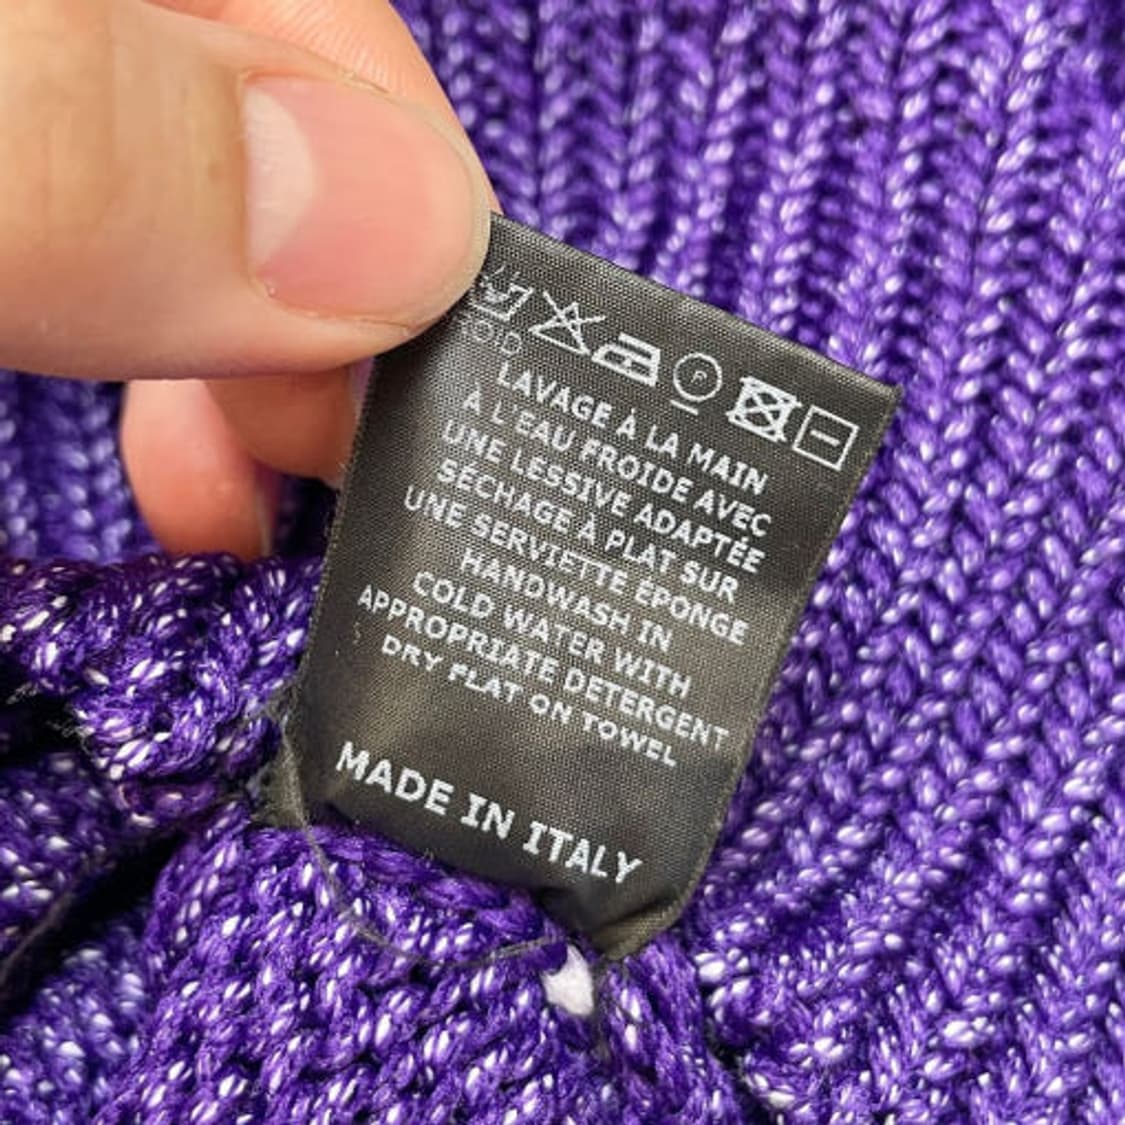 LAVAGE À LA MAIN
À L'EAU FROIDE AVEC
UNE LESSIVE ADAPTÉE
SÉCHAGE À PLAT SUR
UNE SERVIETTE ÉPONGE
HANDWASH IN
COLD WATER WITH
APPROPRIATE DETERGENT
DRY FLAT ON TOWEL
MADE IN ITALY